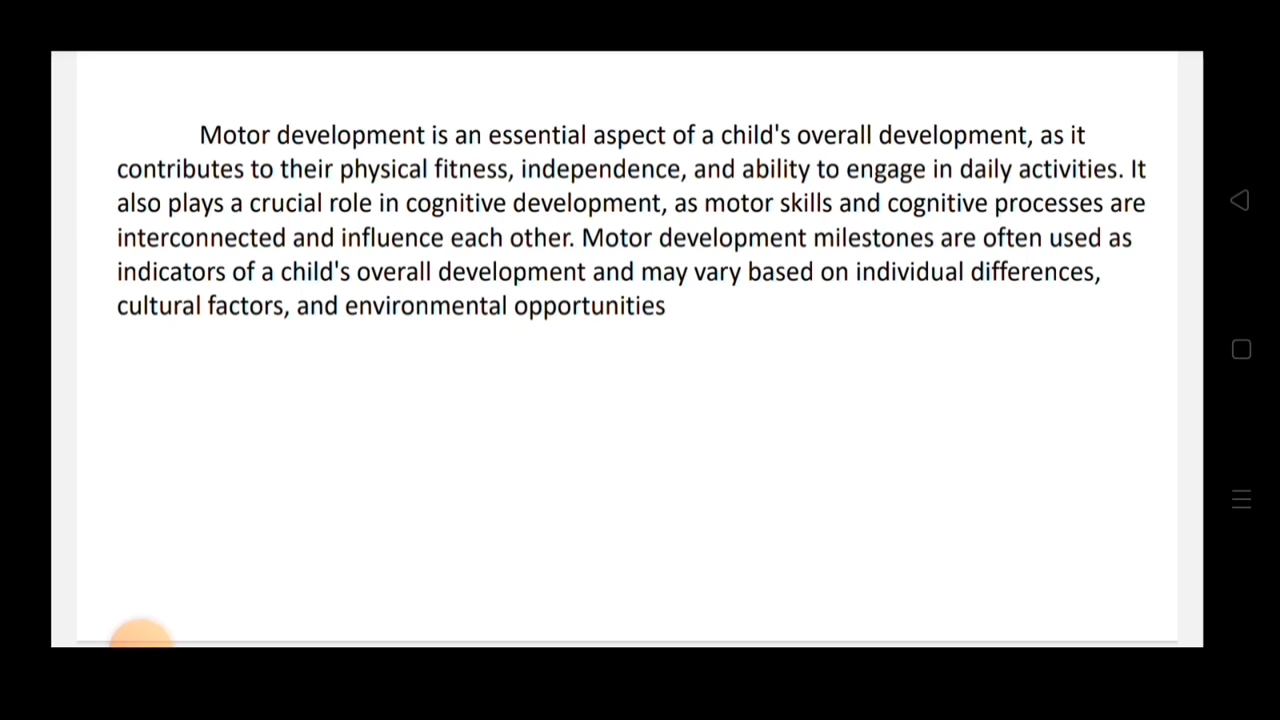 Motor development is an essential aspect of a child's overall development, as it
contributes to their physical fitness, independence, and ability to engage in daily activities. It
also plays a crucial role in cognitive development, as motor skills and cognitive processes are
interconnected and influence each other. Motor development milestones are often used as
indicators of a child's overall development and may vary based on individual differences,
cultural factors, and environmental opportunities